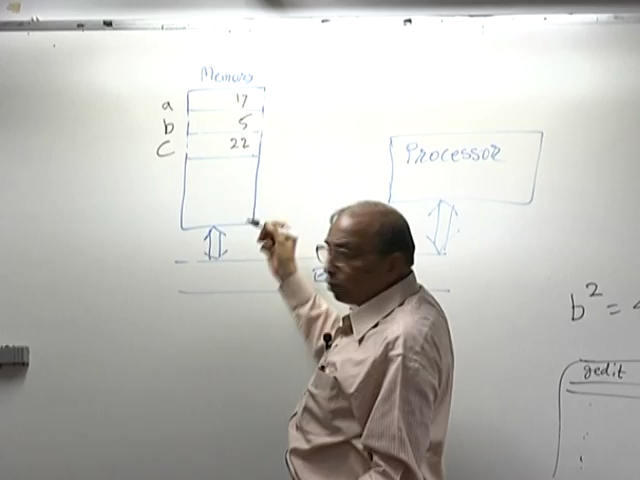 Memory
a 17
b 5
C 22
Processor
b² =
gedit